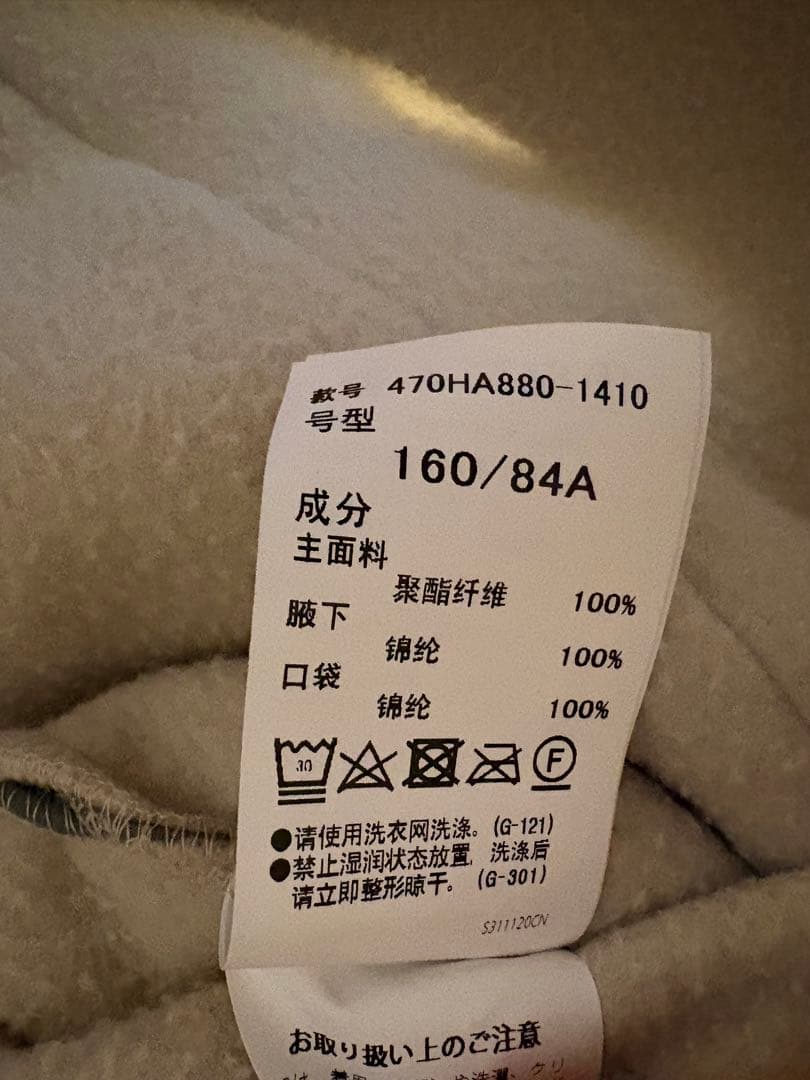 款号 470HA880-1410
号型
160/84A
成分
主面料
聚酯纤维 100%
腋下
锦纶 100%
口袋
锦纶 100%
30
F
●请使用洗衣网洗涤。(G-121)
●禁止湿润状态放置，洗涤后
请立即整形晾干。(G-301)
S311120CN
お取り扱い上のご注意